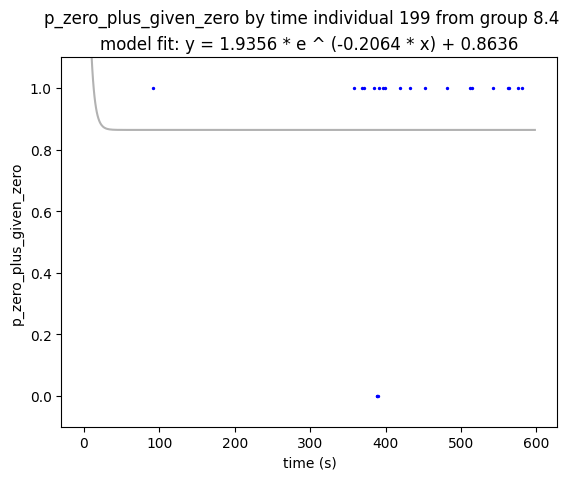 p_zero_plus_given_zero by time individual 199 from group 8.4
model fit: y = 1.9356 * e ^ (-0.2064 * x) + 0.8636
1.0
0.8
0.6
0.4
0.2
0.0
p_zero_plus_given_zero
0 100 200 300 400 500 600
time (s)